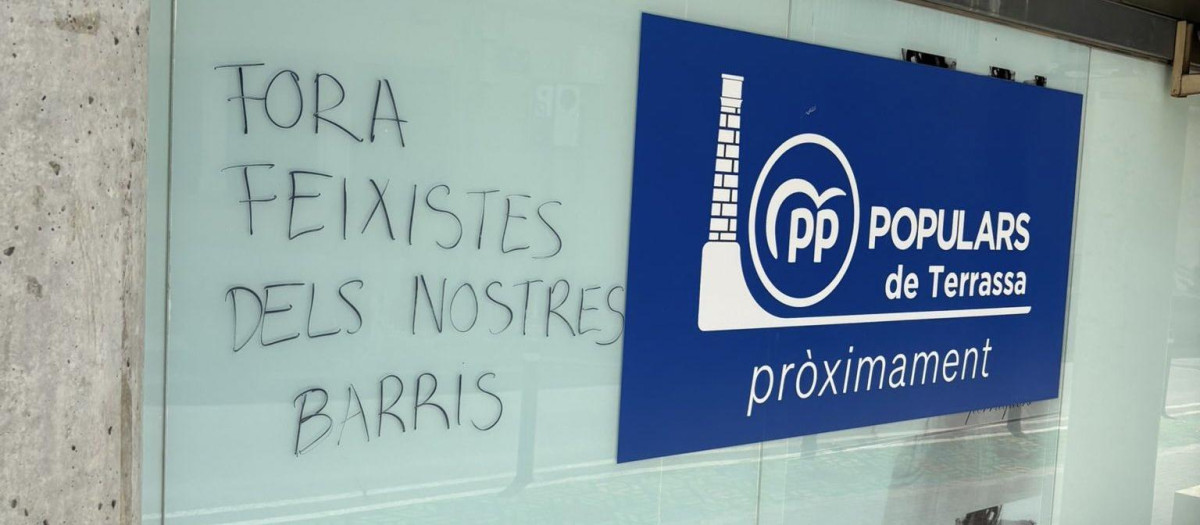 FORA
FEIXISTES
DELS NOSTRES
BARRIS
pp
POPULARS
de Terrassa
pròximament